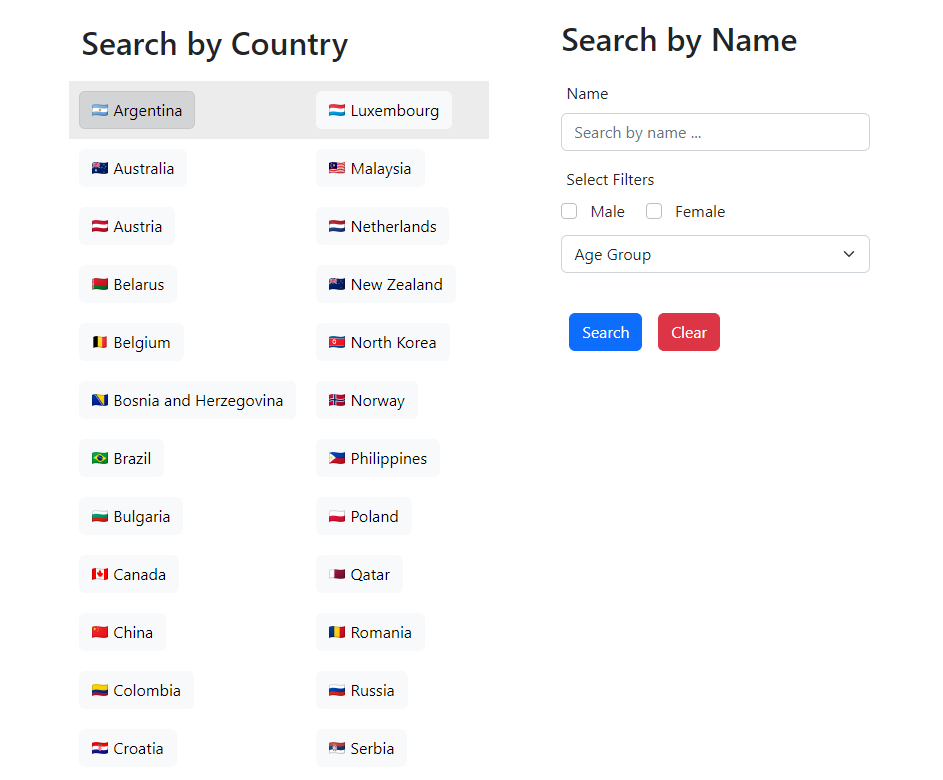 Search by Country
Argentina
Luxembourg
Australia
Malaysia
Austria
Netherlands
Belarus
New Zealand
Belgium
North Korea
Bosnia and Herzegovina
Norway
Brazil
Philippines
Bulgaria
Poland
Canada
Qatar
China
Romania
Colombia
Russia
Croatia
Serbia
Search by Name
Name
Search by name ...
Select Filters
Male Female
Age Group
Search Clear